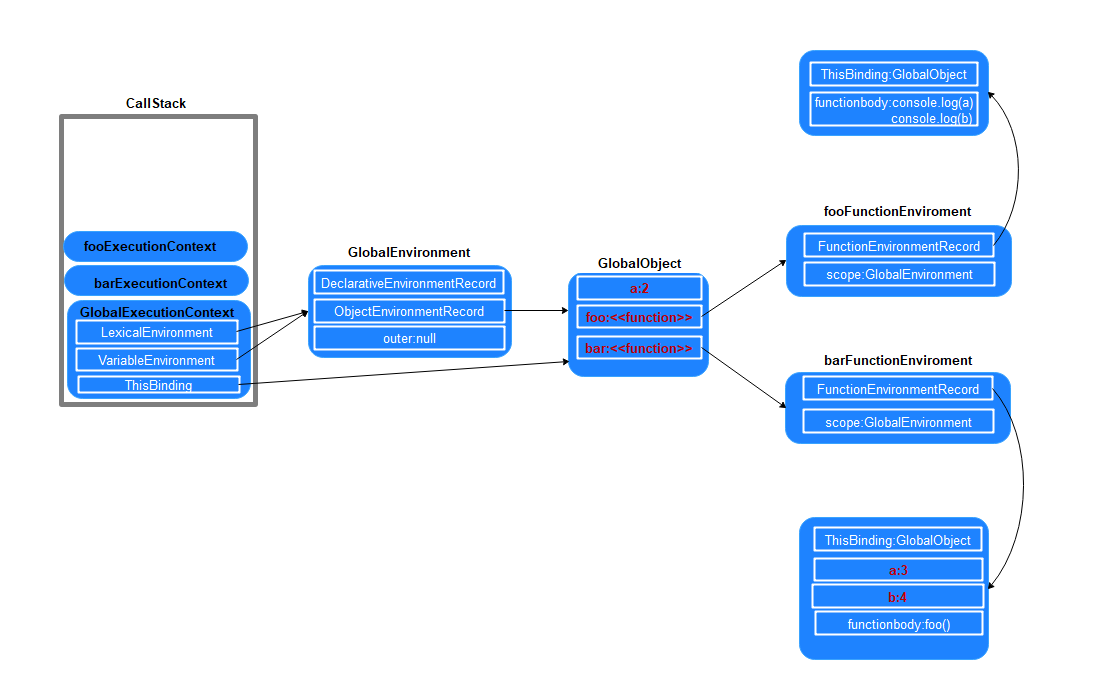 CallStack
fooExecutionContext
barExecutionContext
GlobalExecutionContext
LexicalEnvironment
VariableEnvironment
ThisBinding
GlobalEnvironment
DeclarativeEnvironmentRecord
ObjectEnvironmentRecord
outer:null
GlobalObject
a:2
foo:<<function>>
bar:<<function>>
ThisBinding:GlobalObject
functionbody:console.log(a)
console.log(b)
fooFunctionEnviroment
FunctionEnvironmentRecord
scope:GlobalEnvironment
barFunctionEnviroment
FunctionEnvironmentRecord
scope:GlobalEnvironment
ThisBinding:GlobalObject
a:3
b:4
functionbody:foo()